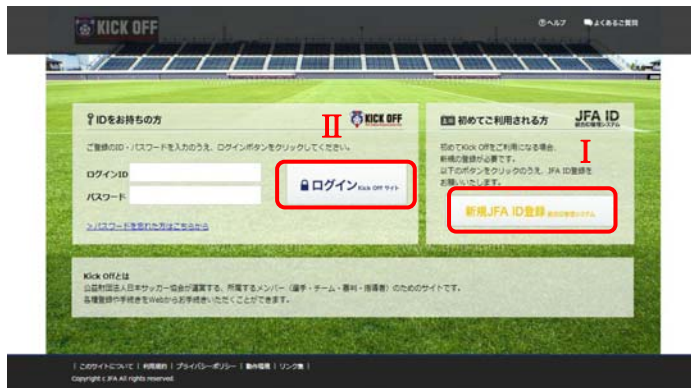 KICK OFF
ヘルプ
よくあるご質問
IDをお持ちの方
KICK OFF
II
ご登録のID・パスワードを入力のうえ、ログインボタンをクリックしてください。
ログインID
パスワード
ログイン Kick Off サイト
>パスワードを忘れた方はこちらから
初めてご利用される方
JFA ID
I
初めてKick Offをご利用になる場合、
新規の登録が必要です。
以下のボタンをクリックのうえ、JFA ID登録を
お願いいたします。
新規JFA ID登録
Kick Offとは
公益財団法人日本サッカー協会が運営する、所属するメンバー(選手・チーム・審判・指導者)のためのサイトです。
各種登録や手続きをWebからお手続きいただくことができます。
| このサイトについて | 利用規約 | プライバシーポリシー | 動作環境 | リンク集 |
Copyright c JFA All rights reserved.